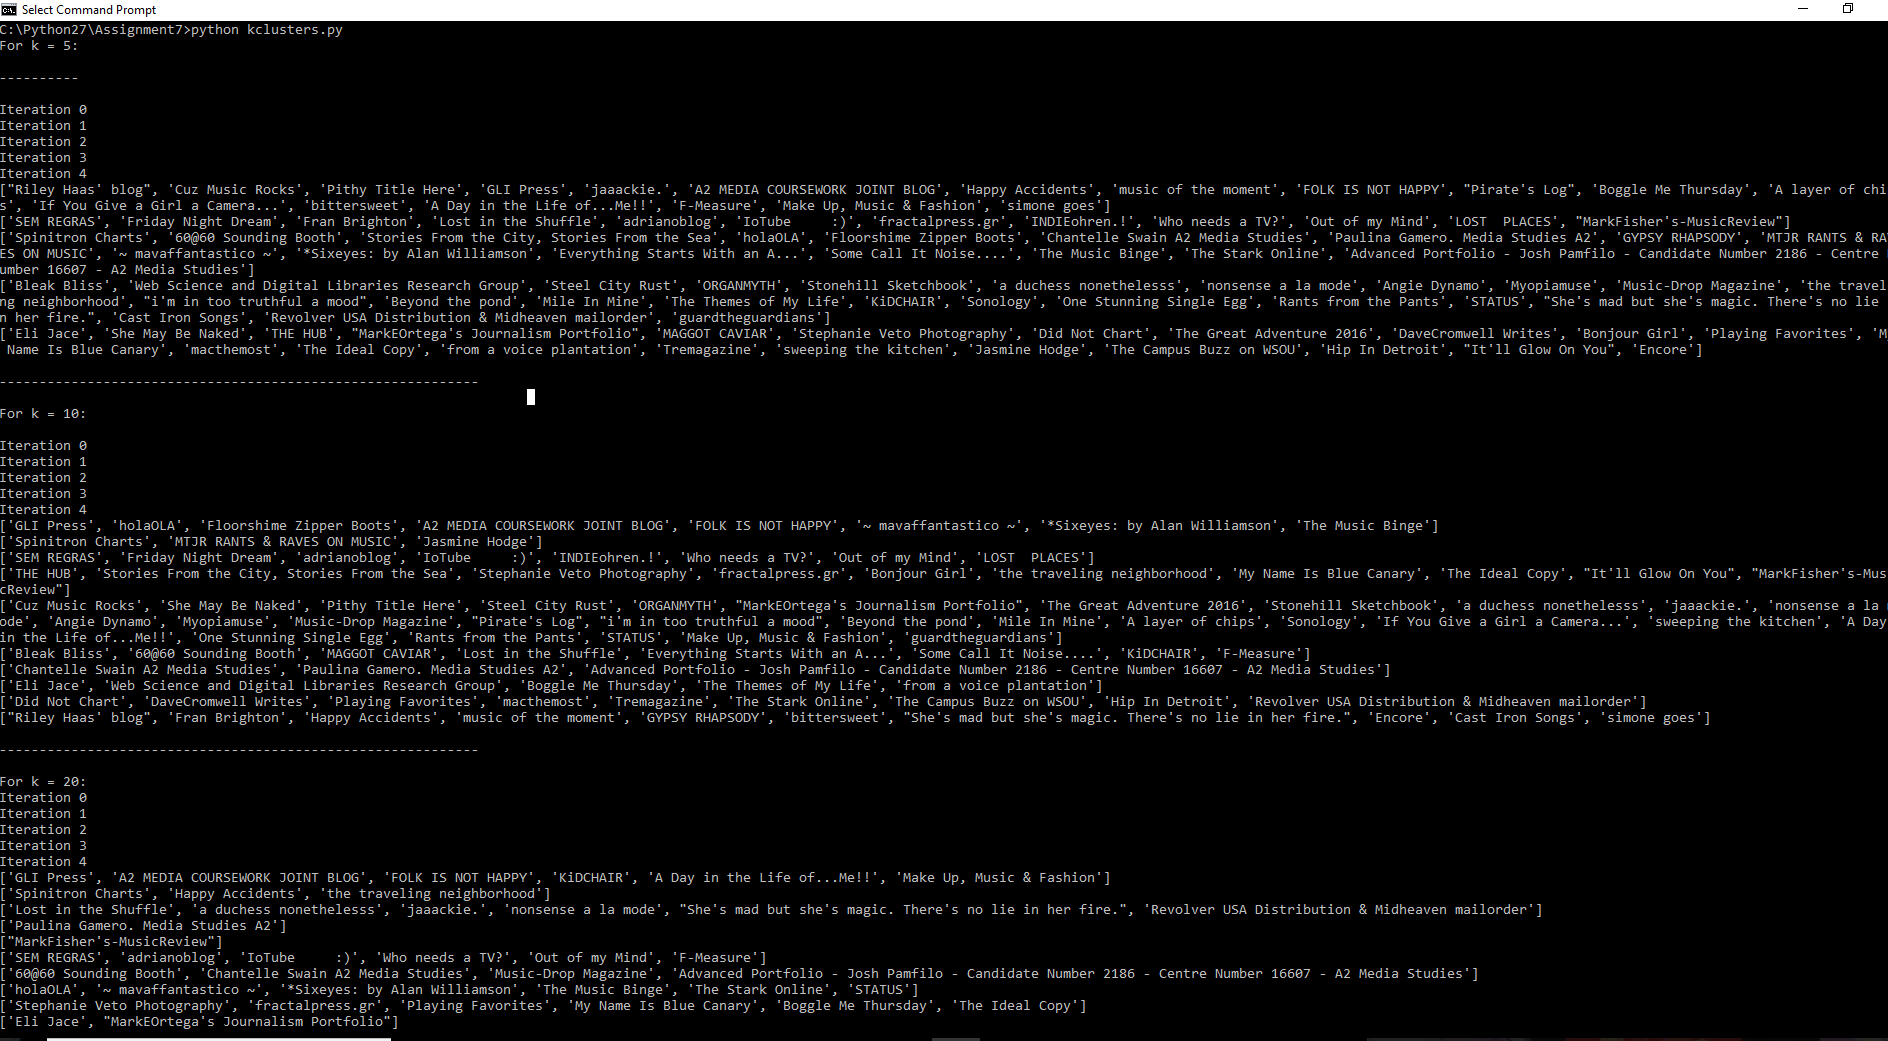 Select Command Prompt
C:\Python27\Assignment7>python kclusters.py
For k = 5:
----------
Iteration 0
Iteration 1
Iteration 2
Iteration 3
Iteration 4
["Riley Haas' blog", 'Cuz Music Rocks', 'Pithy Title Here', 'GLI Press', 'jaaackie.', 'A2 MEDIA COURSEWORK JOINT BLOG', 'Happy Accidents', 'music of the moment', 'FOLK IS NOT HAPPY', "Pirate's Log", 'Boggle Me Thursday', 'A layer of chip
s', 'If You Give a Girl a Camera...', 'bittersweet', 'A Day in the Life of...Me!!', 'F-Measure', 'Make Up, Music & Fashion', 'simone goes']
['SEM REGRAS', 'Friday Night Dream', 'Fran Brighton', 'Lost in the Shuffle', 'adrianoblog', 'IoTube     :)', 'fractalpress.gr', 'INDIEohren.!', 'Who needs a TV?', 'Out of my Mind', 'LOST  PLACES', "MarkFisher's-MusicReview"]
['Spinitron Charts', '60@60 Sounding Booth', 'Stories From the City, Stories From the Sea', 'holaOLA', 'Floorshime Zipper Boots', 'Chantelle Swain A2 Media Studies', 'Paulina Gamero. Media Studies A2', 'GYPSY RHAPSODY', 'MTJR RANTS & RAV
ES ON MUSIC', '~ mavaffantastico ~', '*Sixeyes: by Alan Williamson', 'Everything Starts With an A...', 'Some Call It Noise....', 'The Music Binge', 'The Stark Online', 'Advanced Portfolio - Josh Pamfilo - Candidate Number 2186 - Centre N
umber 16607 - A2 Media Studies']
['Bleak Bliss', 'Web Science and Digital Libraries Research Group', 'Steel City Rust', 'ORGANMYTH', 'Stonehill Sketchbook', 'a duchess nonethelesss', 'nonsense a la mode', 'Angie Dynamo', 'Myopiamuse', 'Music-Drop Magazine', 'the traveli
ng neighborhood', "i'm in too truthful a mood", 'Beyond the pond', 'Mile In Mine', 'The Themes of My Life', 'KiDCHAIR', 'Sonology', 'One Stunning Single Egg', 'Rants from the Pants', 'STATUS', "She's mad but she's magic. There's no lie i
n her fire.", 'Cast Iron Songs', 'Revolver USA Distribution & Midheaven mailorder', 'guardtheguardians']
['Eli Jace', 'She May Be Naked', 'THE HUB', "MarkEOrtega's Journalism Portfolio", 'MAGGOT CAVIAR', 'Stephanie Veto Photography', 'Did Not Chart', 'The Great Adventure 2016', 'DaveCromwell Writes', 'Bonjour Girl', 'Playing Favorites', 'My
 Name Is Blue Canary', 'macthemost', 'The Ideal Copy', 'from a voice plantation', 'Tremagazine', 'sweeping the kitchen', 'Jasmine Hodge', 'The Campus Buzz on WSOU', 'Hip In Detroit', "It'll Glow On You", 'Encore']
------------------------------------------------------------
For k = 10:
Iteration 0
Iteration 1
Iteration 2
Iteration 3
Iteration 4
['GLI Press', 'holaOLA', 'Floorshime Zipper Boots', 'A2 MEDIA COURSEWORK JOINT BLOG', 'FOLK IS NOT HAPPY', '~ mavaffantastico ~', '*Sixeyes: by Alan Williamson', 'The Music Binge']
['Spinitron Charts', 'MTJR RANTS & RAVES ON MUSIC', 'Jasmine Hodge']
['SEM REGRAS', 'Friday Night Dream', 'adrianoblog', 'IoTube     :)', 'INDIEohren.!', 'Who needs a TV?', 'Out of my Mind', 'LOST  PLACES']
['THE HUB', 'Stories From the City, Stories From the Sea', 'Stephanie Veto Photography', 'fractalpress.gr', 'Bonjour Girl', 'the traveling neighborhood', 'My Name Is Blue Canary', 'The Ideal Copy', "It'll Glow On You", "MarkFisher's-Musi
cReview"]
['Cuz Music Rocks', 'She May Be Naked', 'Pithy Title Here', 'Steel City Rust', 'ORGANMYTH', "MarkEOrtega's Journalism Portfolio", 'The Great Adventure 2016', 'Stonehill Sketchbook', 'a duchess nonethelesss', 'jaaackie.', 'nonsense a la m
ode', 'Angie Dynamo', 'Myopiamuse', 'Music-Drop Magazine', "Pirate's Log", "i'm in too truthful a mood", 'Beyond the pond', 'Mile In Mine', 'A layer of chips', 'Sonology', 'If You Give a Girl a Camera...', 'sweeping the kitchen', 'A Day
in the Life of...Me!!', 'One Stunning Single Egg', 'Rants from the Pants', 'STATUS', 'Make Up, Music & Fashion', 'guardtheguardians']
['Bleak Bliss', '60@60 Sounding Booth', 'MAGGOT CAVIAR', 'Lost in the Shuffle', 'Everything Starts With an A...', 'Some Call It Noise....', 'KiDCHAIR', 'F-Measure']
['Chantelle Swain A2 Media Studies', 'Paulina Gamero. Media Studies A2', 'Advanced Portfolio - Josh Pamfilo - Candidate Number 2186 - Centre Number 16607 - A2 Media Studies']
['Eli Jace', 'Web Science and Digital Libraries Research Group', 'Boggle Me Thursday', 'The Themes of My Life', 'from a voice plantation']
['Did Not Chart', 'DaveCromwell Writes', 'Playing Favorites', 'macthemost', 'Tremagazine', 'The Stark Online', 'The Campus Buzz on WSOU', 'Hip In Detroit', 'Revolver USA Distribution & Midheaven mailorder']
["Riley Haas' blog", 'Fran Brighton', 'Happy Accidents', 'music of the moment', 'GYPSY RHAPSODY', 'bittersweet', "She's mad but she's magic. There's no lie in her fire.", 'Encore', 'Cast Iron Songs', 'simone goes']
------------------------------------------------------------
For k = 20:
Iteration 0
Iteration 1
Iteration 2
Iteration 3
Iteration 4
['GLI Press', 'A2 MEDIA COURSEWORK JOINT BLOG', 'FOLK IS NOT HAPPY', 'KiDCHAIR', 'A Day in the Life of...Me!!', 'Make Up, Music & Fashion']
['Spinitron Charts', 'Happy Accidents', 'the traveling neighborhood']
['Lost in the Shuffle', 'a duchess nonethelesss', 'jaaackie.', 'nonsense a la mode', "She's mad but she's magic. There's no lie in her fire.", 'Revolver USA Distribution & Midheaven mailorder']
['Paulina Gamero. Media Studies A2']
["MarkFisher's-MusicReview"]
['SEM REGRAS', 'adrianoblog', 'IoTube     :)', 'Who needs a TV?', 'Out of my Mind', 'F-Measure']
['60@60 Sounding Booth', 'Chantelle Swain A2 Media Studies', 'Music-Drop Magazine', 'Advanced Portfolio - Josh Pamfilo - Candidate Number 2186 - Centre Number 16607 - A2 Media Studies']
['holaOLA', '~ mavaffantastico ~', '*Sixeyes: by Alan Williamson', 'The Music Binge', 'The Stark Online', 'STATUS']
['Stephanie Veto Photography', 'fractalpress.gr', 'Playing Favorites', 'My Name Is Blue Canary', 'Boggle Me Thursday', 'The Ideal Copy']
['Eli Jace', "MarkEOrtega's Journalism Portfolio"]